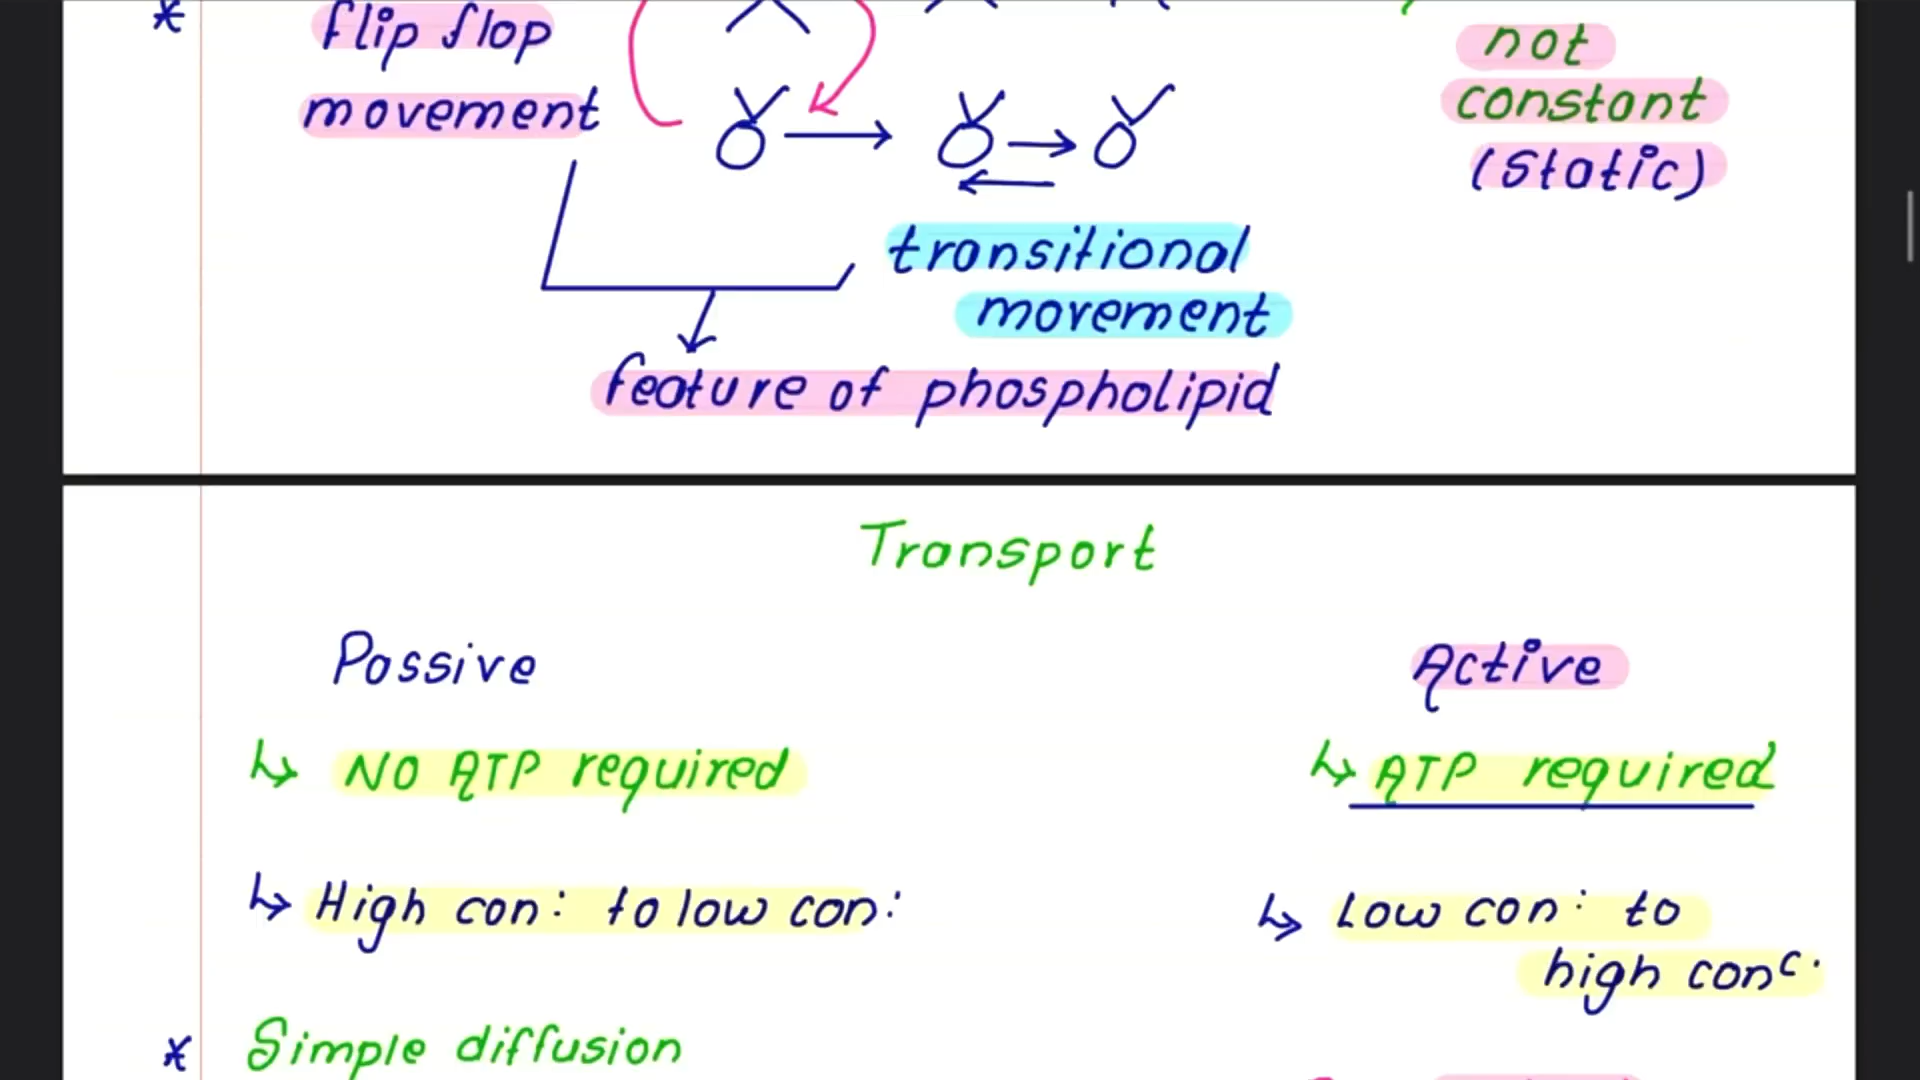 * flip flop
movement
not
constant
(Static)
transitional
movement
feature of phospholipid
Transport
Passive
Active
↳ NO ATP required
↳ ATP required
↳ High con: to low con:
↳ Low con: to
high conc.
* Simple diffusion